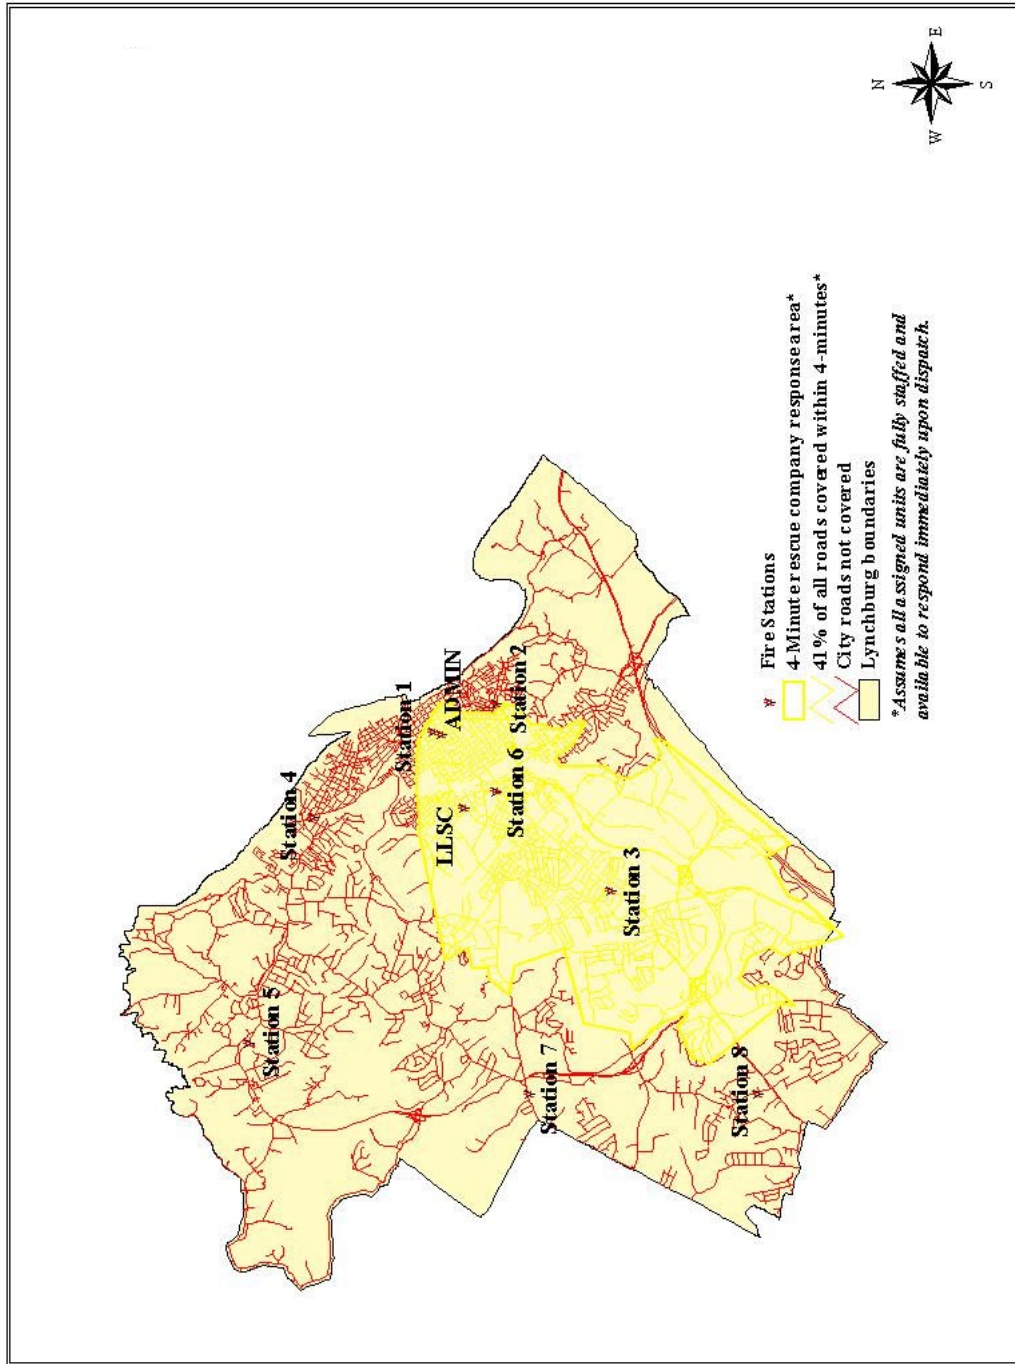 N
E
W
S
Station 4
Station 1
ADMIN
Station 2
LLSC
Station 6
Station 5
Station 3
Station 7
Station 8
Fire Stations
4-Minute rescue company response area*
41% of all roads covered within 4-minutes*
City roads not covered
Lynchburg boundaries
*Assumes all assigned units are fully staffed and
available to respond immediately upon dispatch.